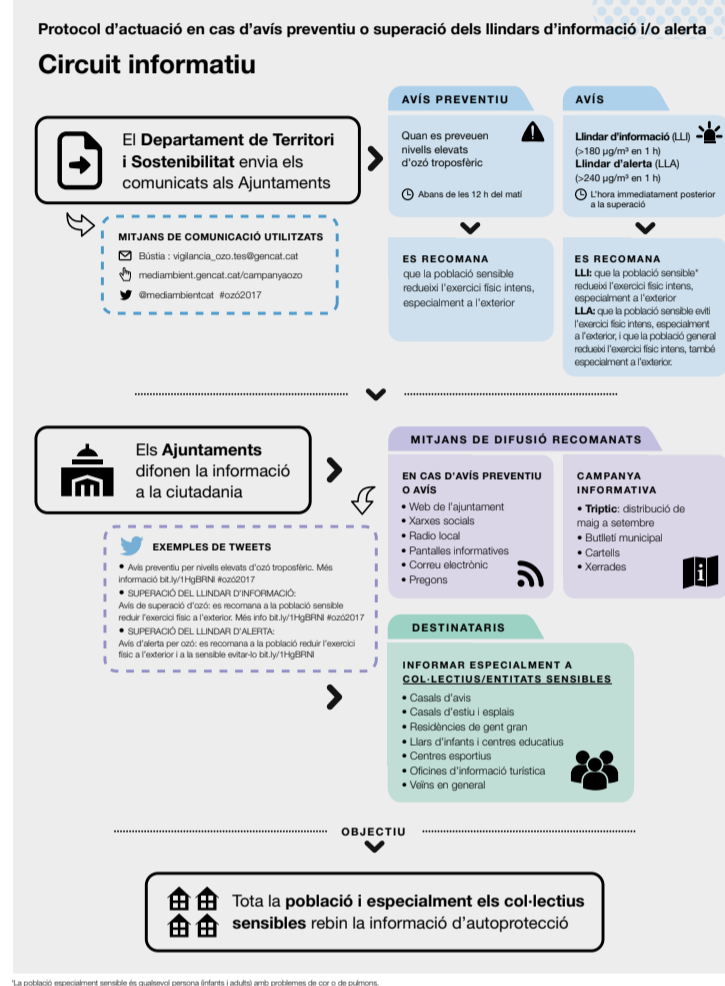 Protocol d'actuació en cas d'avís preventiu o superació dels llindars d'informació i/o alerta
Circuit informatiu
El Departament de Territori
i Sostenibilitat envia els
comunicats als Ajuntaments
MITJANS DE COMUNICACIÓ UTILITZATS
Bústia : vigilancia_ozo.tes@gencat.cat
mediambient.gencat.cat/campanyaozo
@mediambientcat #ozó2017
AVÍS PREVENTIU
Quan es preveuen
nivells elevats
d'ozó troposfèric
Abans de les 12 h del matí
ES RECOMANA
que la població sensible
redueixi l'exercici físic intens,
especialment a l'exterior
AVÍS
Llindar d'informació (LLI)
(>180 µg/m³ en 1 h)
Llindar d'alerta (LLA)
(>240 µg/m³ en 1 h)
L'hora immediatament posterior
a la superació
ES RECOMANA
LLI: que la població sensible*
redueixi l'exercici físic intens,
especialment a l'exterior
LLA: que la població sensible eviti
l'exercici físic intens, especialment
a l'exterior, i que la població general
redueixi l'exercici físic intens, també
especialment a l'exterior.
Els Ajuntaments
difonen la informació
a la ciutadania
EXEMPLES DE TWEETS
• Avís preventiu per nivells elevats d'ozó troposfèric. Més
informació bit.ly/1HgBRNl #ozó2017
• SUPERACIÓ DEL LLINDAR D'INFORMACIÓ:
Avís de superació d'ozó: es recomana a la població sensible
reduir l'exercici físic a l'exterior. Més info bit.ly/1HgBRNl #ozó2017
• SUPERACIÓ DEL LLINDAR D'ALERTA:
Avís d'alerta per ozó: es recomana a la població reduir l'exercici
físic a l'exterior i a la sensible evitar-lo bit.ly/1HgBRNl
MITJANS DE DIFUSIÓ RECOMANATS
EN CAS D'AVÍS PREVENTIU
O AVÍS
• Web de l'ajuntament
• Xarxes socials
• Radio local
• Pantalles informatives
• Correu electrònic
• Pregons
CAMPANYA
INFORMATIVA
• Tríptic: distribució de
maig a setembre
• Butlletí municipal
• Cartells
• Xerrades
DESTINATARIS
INFORMAR ESPECIALMENT A
COL·LECTIUS/ENTITATS SENSIBLES
• Casals d'avis
• Casals d'estiu i esplais
• Residències de gent gran
• Llars d'infants i centres educatius
• Centres esportius
• Oficines d'informació turística
• Veïns en general
OBJECTIU
Tota la població i especialment els col·lectius
sensibles rebin la informació d'autoprotecció
*La població especialment sensible és qualsevol persona (infants i adults) amb problemes de cor o de pulmons.